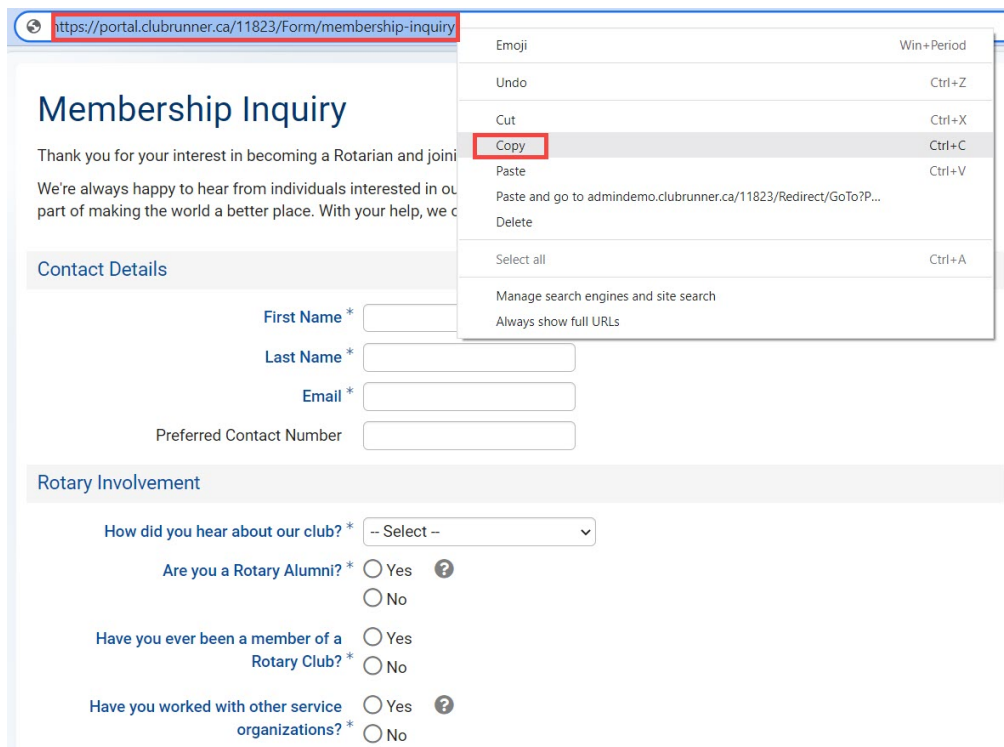 https://portal.clubrunner.ca/11823/Form/membership-inquiry
Emoji Win+Period
Undo Ctrl+Z
Cut Ctrl+X
Copy Ctrl+C
Paste Ctrl+V
Paste and go to admindemo.clubrunner.ca/11823/Redirect/GoTo?P...
Delete
Select all Ctrl+A
Manage search engines and site search
Always show full URLs
Membership Inquiry
Thank you for your interest in becoming a Rotarian and
We're always happy to hear from individuals interested in
part of making the world a better place. With your help, we
Contact Details
First Name *
Last Name *
Email *
Preferred Contact Number
Rotary Involvement
How did you hear about our club? * -- Select --
Are you a Rotary Alumni? * Yes ?
No
Have you ever been a member of a Yes
Rotary Club? * No
Have you worked with other service Yes ?
organizations? * No